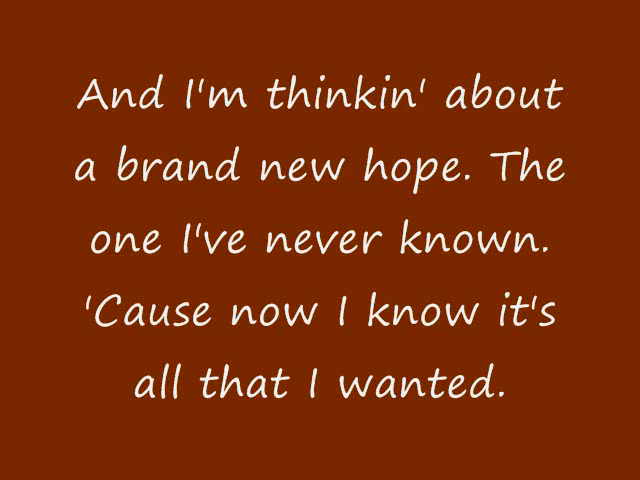 And I'm thinkin' about
a brand new hope. The
one I've never known.
'Cause now I know it's
all that I wanted.